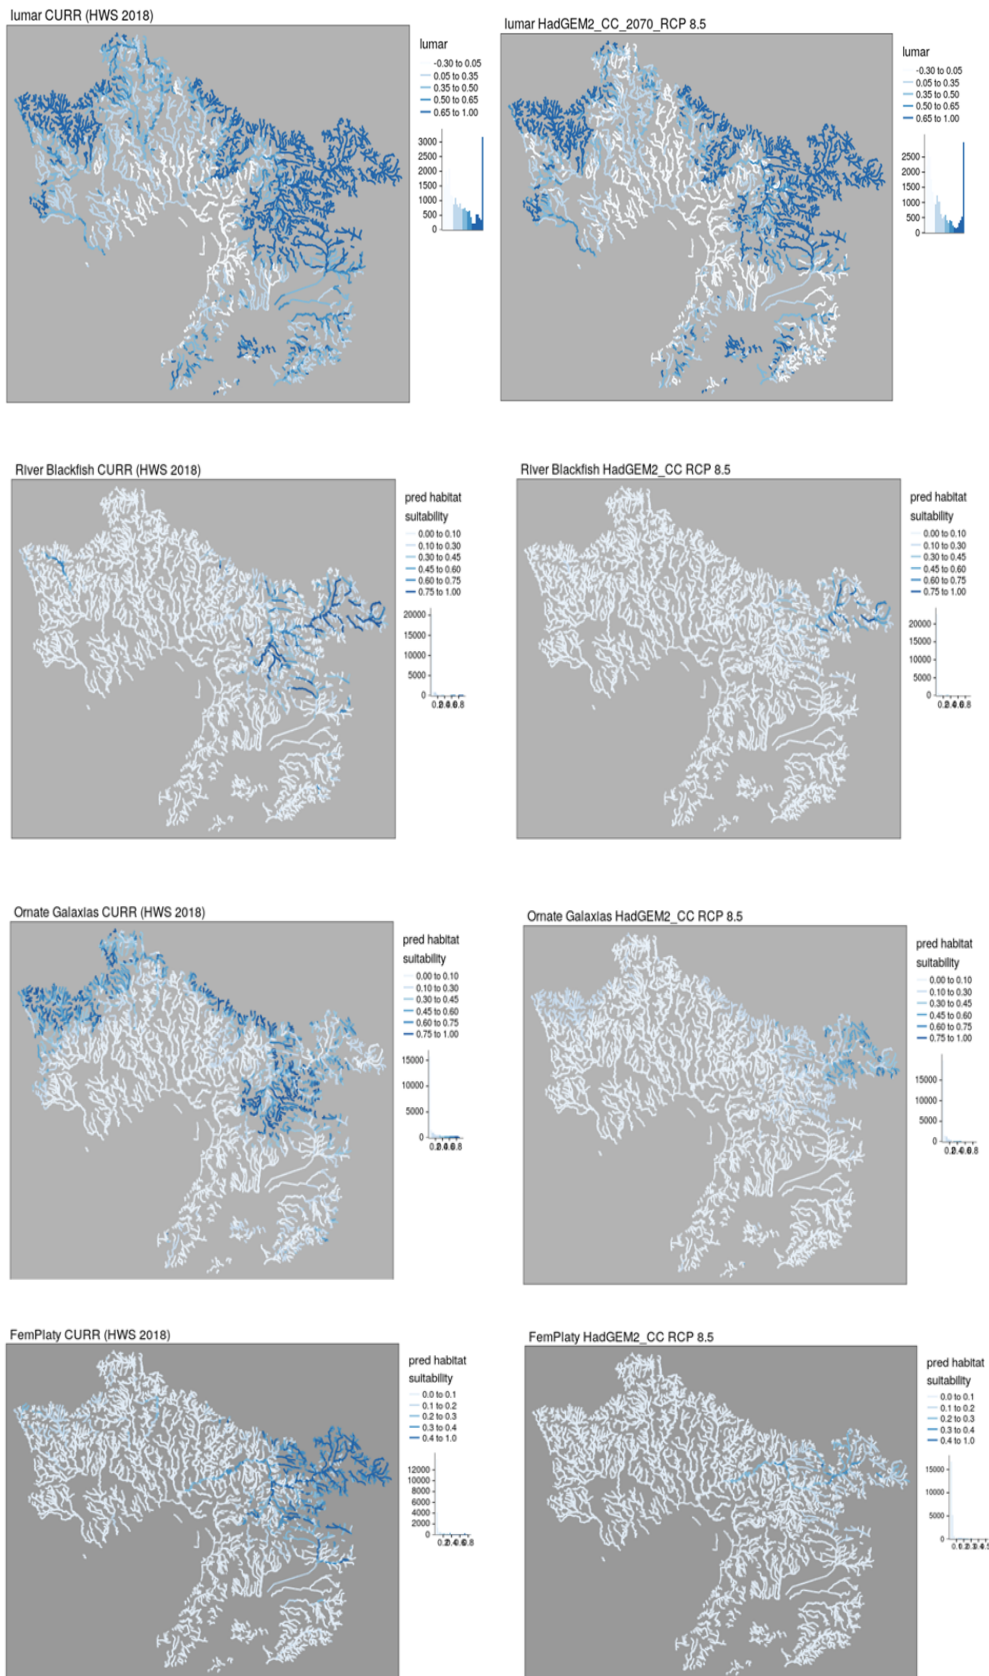 lumar CURR (HWS 2018)
lumar
-0.30 to 0.05
0.05 to 0.35
0.35 to 0.50
0.50 to 0.65
0.65 to 1.00
3000
2500
2000
1500
1000
500
0
lumar HadGEM2_CC_2070_RCP 8.5
lumar
-0.30 to 0.05
0.05 to 0.35
0.35 to 0.50
0.50 to 0.65
0.65 to 1.00
2500
2000
1500
1000
500
0
River Blackfish CURR (HWS 2018)
pred habitat
suitability
0.00 to 0.10
0.10 to 0.30
0.30 to 0.45
0.45 to 0.60
0.60 to 0.75
0.75 to 1.00
20000
15000
10000
5000
0
River Blackfish HadGEM2_CC RCP 8.5
pred habitat
suitability
0.00 to 0.10
0.10 to 0.30
0.30 to 0.45
0.45 to 0.60
0.60 to 0.75
0.75 to 1.00
20000
15000
10000
5000
0
Ornate Galaxias CURR (HWS 2018)
pred habitat
suitability
0.00 to 0.10
0.10 to 0.30
0.30 to 0.45
0.45 to 0.60
0.60 to 0.75
0.75 to 1.00
15000
10000
5000
0
Ornate Galaxias HadGEM2_CC RCP 8.5
pred habitat
suitability
0.00 to 0.10
0.10 to 0.30
0.30 to 0.45
0.45 to 0.60
0.60 to 0.75
0.75 to 1.00
15000
10000
5000
0
FemPlaty CURR (HWS 2018)
pred habitat
suitability
0.0 to 0.1
0.1 to 0.2
0.2 to 0.3
0.3 to 0.4
0.4 to 1.0
12000
10000
8000
6000
4000
2000
0
FemPlaty HadGEM2_CC RCP 8.5
pred habitat
suitability
0.0 to 0.1
0.1 to 0.2
0.2 to 0.3
0.3 to 0.4
0.4 to 1.0
15000
10000
5000
0